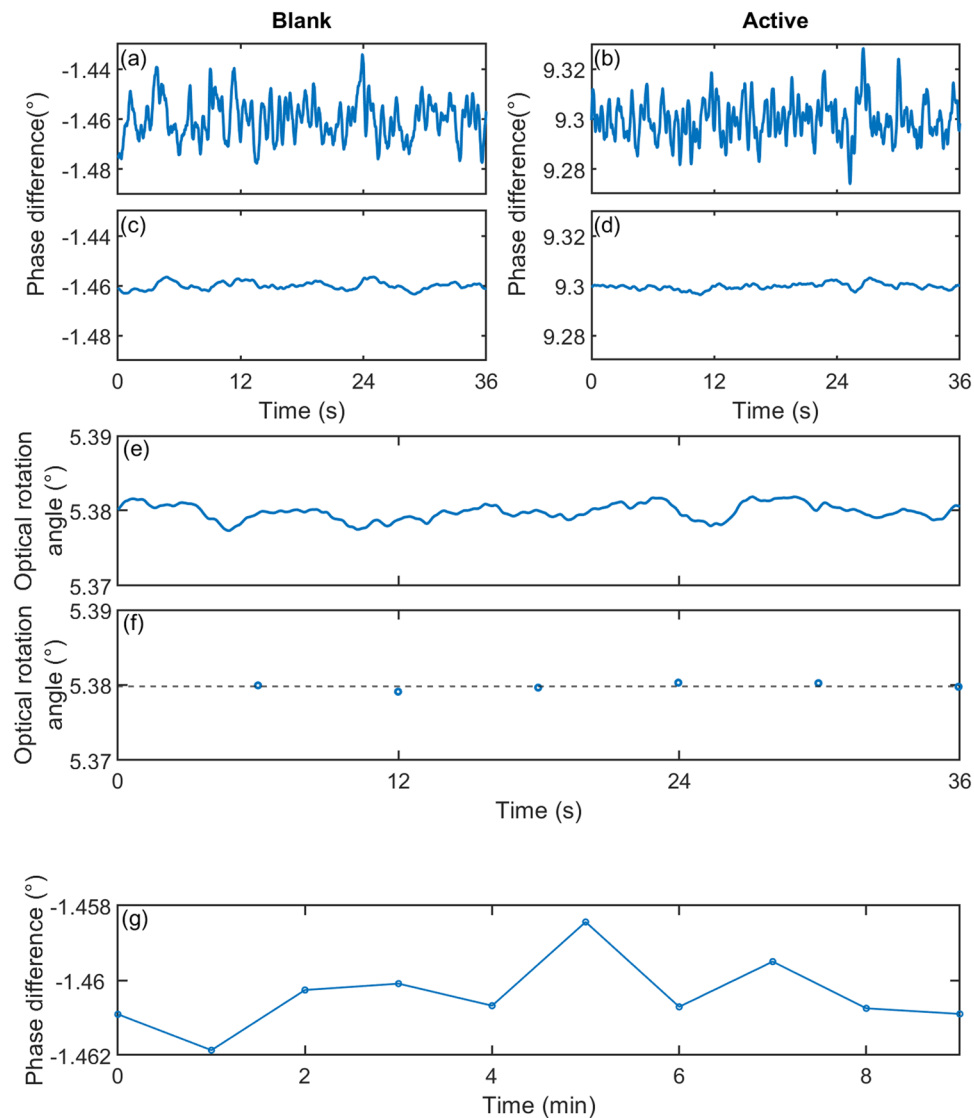 Blank
Active
(a)
-1.44
-1.46
-1.48
Phase difference(°)
(b)
9.32
9.3
9.28
Phase difference(°)
(c)
-1.44
-1.46
-1.48
0 12 24 36
Time (s)
(d)
9.32
9.3
9.28
0 12 24 36
Time (s)
(e)
5.39
5.38
5.37
Optical rotation
angle (°)
(f)
5.39
5.38
5.37
Optical rotation
angle (°)
0 12 24 36
Time (s)
(g)
-1.458
-1.46
-1.462
Phase difference (°)
0 2 4 6 8
Time (min)